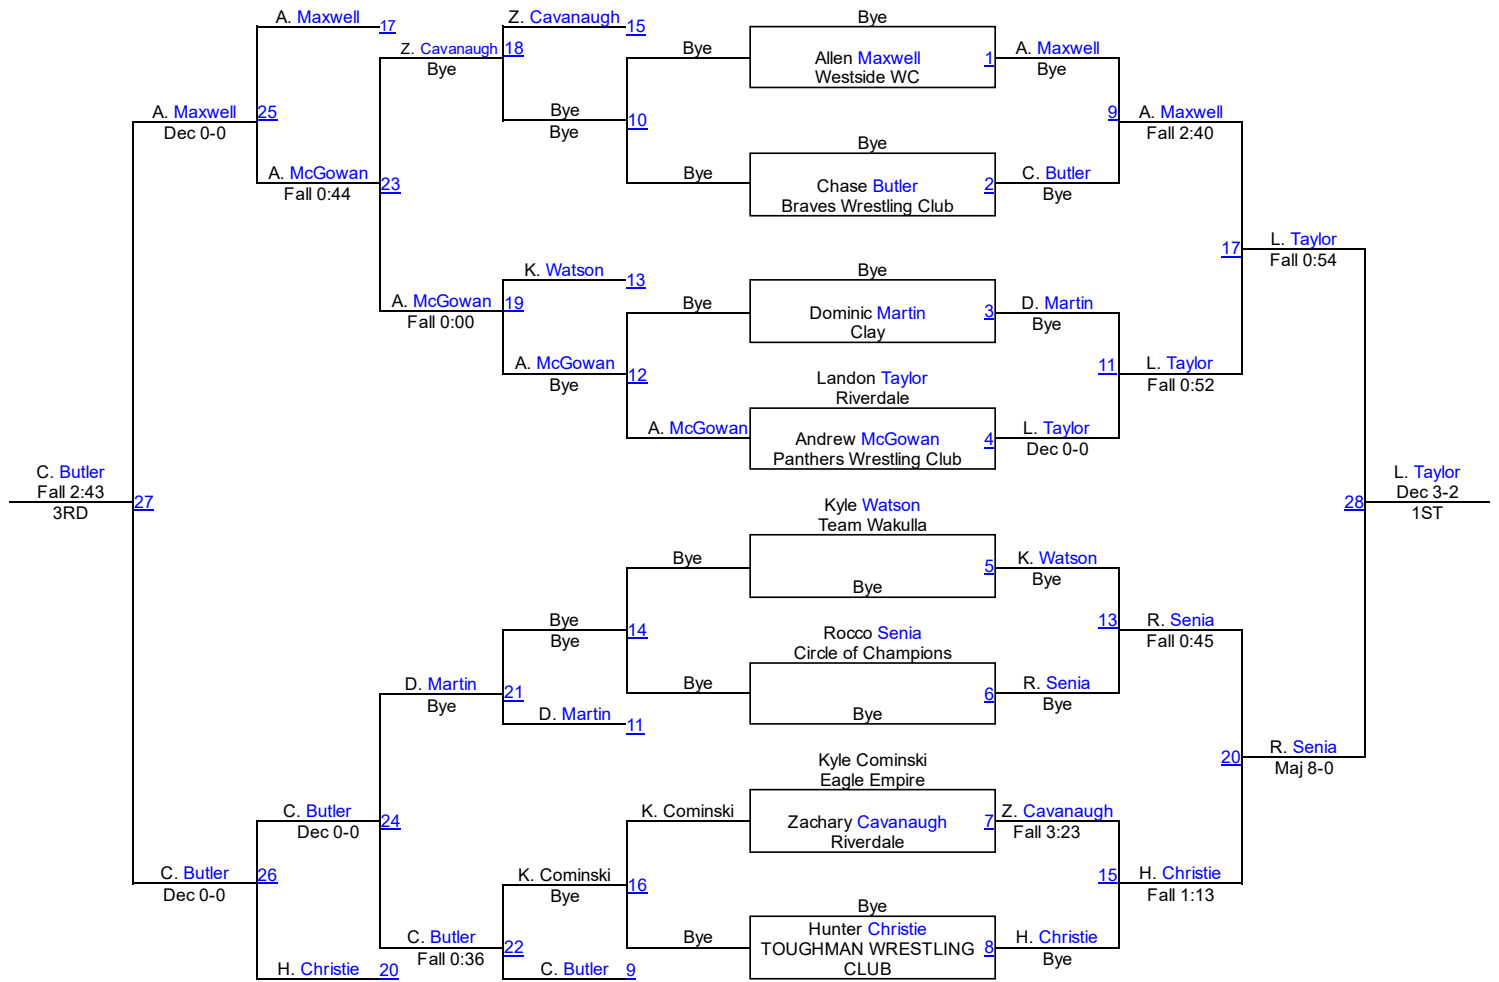 A. Maxwell
17
Z. Cavanaugh
15
Bye
Z. Cavanaugh
18
Bye
Bye
Allen Maxwell
1
Westside WC
A. Maxwell
Bye
A. Maxwell
25
Dec 0-0
Bye
Bye
10
9
A. Maxwell
Fall 2:40
Bye
A. McGowan
23
Fall 0:44
Bye
Chase Butler
2
Braves Wrestling Club
C. Butler
Bye
17
L. Taylor
Fall 0:54
K. Watson
13
Bye
A. McGowan
19
Fall 0:00
Bye
Dominic Martin
3
Clay
D. Martin
Bye
A. McGowan
12
Bye
11
L. Taylor
Fall 0:52
Landon Taylor
Riverdale
A. McGowan
Andrew McGowan
4
Panthers Wrestling Club
L. Taylor
Dec 0-0
C. Butler
Fall 2:43
27
3RD
L. Taylor
Dec 3-2
28
1ST
Kyle Watson
Team Wakulla
Bye
5
Bye
K. Watson
Bye
Bye
Bye
14
13
R. Senia
Fall 0:45
Rocco Senia
Circle of Champions
Bye
6
Bye
R. Senia
Bye
D. Martin
21
Bye
D. Martin
11
20
R. Senia
Maj 8-0
Kyle Cominski
Eagle Empire
K. Cominski
Zachary Cavanaugh
7
Riverdale
Z. Cavanaugh
Fall 3:23
C. Butler
24
Dec 0-0
C. Butler
26
Dec 0-0
K. Cominski
16
Bye
15
H. Christie
Fall 1:13
Bye
C. Butler
22
Fall 0:36
Bye
Hunter Christie
TOUGHMAN WRESTLING
8
CLUB
H. Christie
Bye
H. Christie
20
C. Butler
9